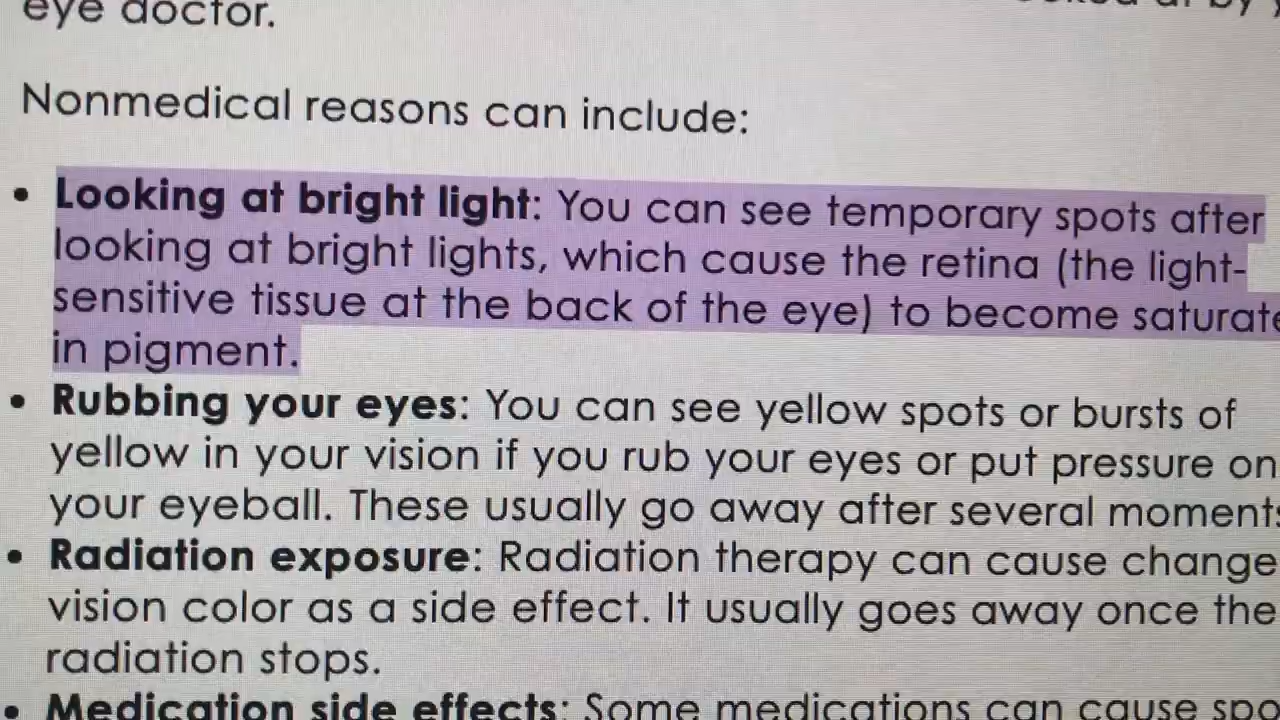 eye doctor.
by
Nonmedical reasons can include:
• Looking at bright light: You can see temporary spots after
looking at bright lights, which cause the retina (the light-
sensitive tissue at the back of the eye) to become saturate
in pigment.
• Rubbing your eyes: You can see yellow spots or bursts of
yellow in your vision if you rub your eyes or put pressure on
your eyeball. These usually go away after several moments
• Radiation exposure: Radiation therapy can cause change
vision color as a side effect. It usually goes away once the
radiation stops.
• Medication side effects: Some medications can cause spo